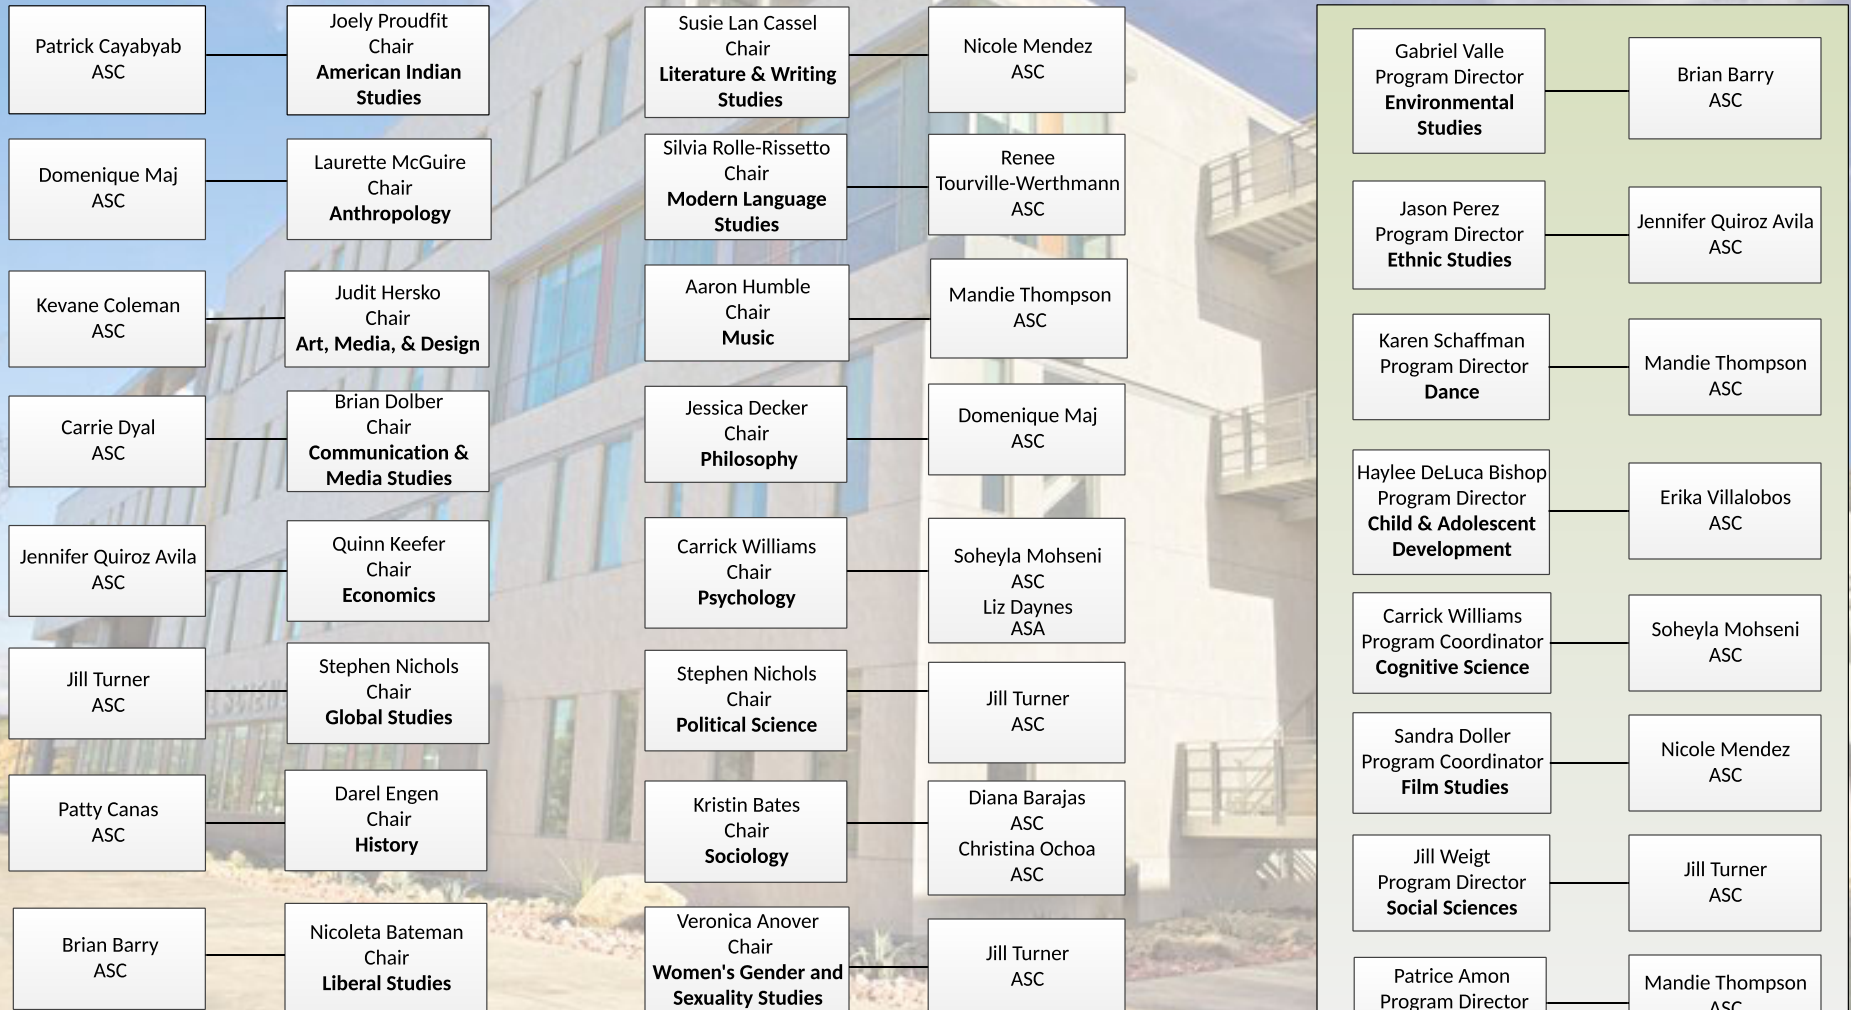 Patrick Cayabyab
ASC
Joely Proudfit
Chair
American Indian
Studies
Domenique Maj
ASC
Laurette McGuire
Chair
Anthropology
Kevane Coleman
ASC
Judit Hersko
Chair
Art, Media, & Design
Carrie Dyal
ASC
Brian Dolber
Chair
Communication &
Media Studies
Jennifer Quiroz Avila
ASC
Quinn Keefer
Chair
Economics
Jill Turner
ASC
Stephen Nichols
Chair
Global Studies
Patty Canas
ASC
Darel Engen
Chair
History
Brian Barry
ASC
Nicoleta Bateman
Chair
Liberal Studies
Susie Lan Cassel
Chair
Literature & Writing
Studies
Nicole Mendez
ASC
Silvia Rolle-Rissetto
Chair
Modern Language
Studies
Renee
Tourville-Werthmann
ASC
Aaron Humble
Chair
Music
Mandie Thompson
ASC
Jessica Decker
Chair
Philosophy
Domenique Maj
ASC
Carrick Williams
Chair
Psychology
Soheyla Mohseni
ASC
Liz Daynes
ASA
Stephen Nichols
Chair
Political Science
Jill Turner
ASC
Kristin Bates
Chair
Sociology
Diana Barajas
ASC
Christina Ochoa
ASC
Veronica Anover
Chair
Women's Gender and
Sexuality Studies
Jill Turner
ASC
Gabriel Valle
Program Director
Environmental
Studies
Brian Barry
ASC
Jason Perez
Program Director
Ethnic Studies
Jennifer Quiroz Avila
ASC
Karen Schaffman
Program Director
Dance
Mandie Thompson
ASC
Haylee DeLuca Bishop
Program Director
Child & Adolescent
Development
Erika Villalobos
ASC
Carrick Williams
Program Coordinator
Cognitive Science
Soheyla Mohseni
ASC
Sandra Doller
Program Coordinator
Film Studies
Nicole Mendez
ASC
Jill Weigt
Program Director
Social Sciences
Jill Turner
ASC
Patrice Amon
Program Director
Mandie Thompson
ASC